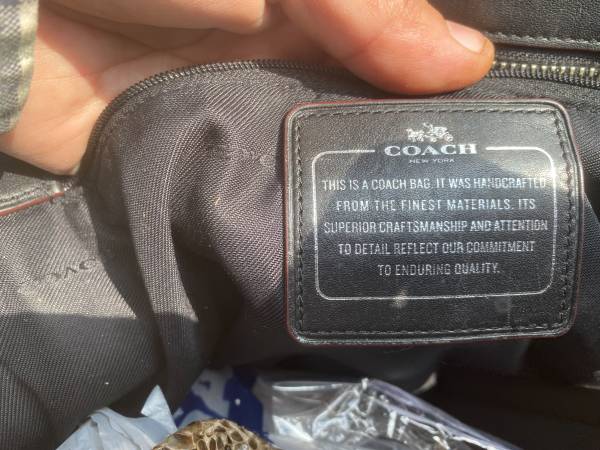 COACH
NEW YORK
THIS IS A COACH BAG. IT WAS HANDCRAFTED
FROM THE FINEST MATERIALS. ITS
SUPERIOR CRAFTSMANSHIP AND ATTENTION
TO DETAIL REFLECT OUR COMMITMENT
TO ENDURING QUALITY.
COACH